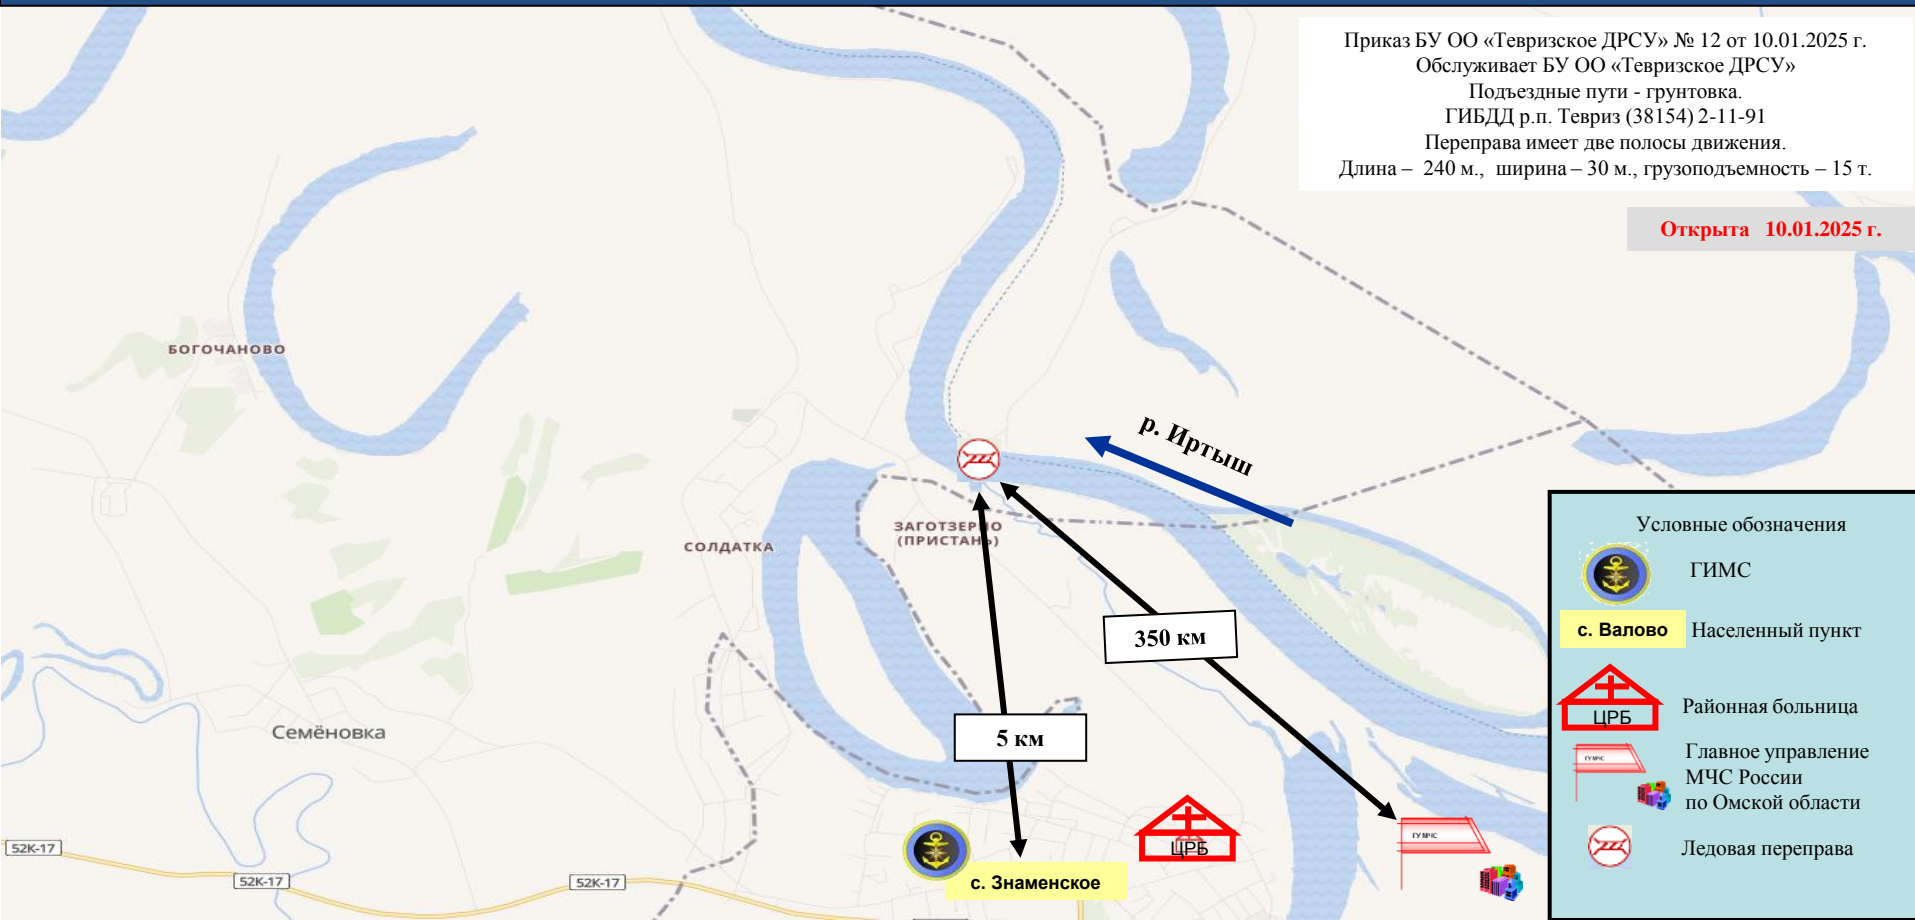 Приказ БУ ОО «Тевризское ДРСУ» № 12 от 10.01.2025 г.
Обслуживает БУ ОО «Тевризское ДРСУ»
Подъездные пути - грунтовка.
ГИБДД р.п. Тевриз (38154) 2-11-91
Переправа имеет две полосы движения.
Длина – 240 м., ширина – 30 м., грузоподъемность – 15 т.
Открыта 10.01.2025 г.
БОГОЧАНОВО
р. Иртыш
ЗАГОТЗЕРНО
(ПРИСТАНЬ)
СОЛДАТКА
350 км
Семёновка
5 км
52К-17
52К-17
52К-17
ЦРБ
ГУ МЧС
с. Знаменское
Условные обозначения
ГИМС
с. Валово Населенный пункт
ЦРБ
Районная больница
ГУ МЧС
Главное управление
МЧС России
по Омской области
Ледовая переправа